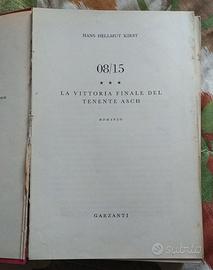 HANS HELLMUT KIRST
08/15
★ ★ ★
LA VITTORIA FINALE DEL
TENENTE ASCH
ROMANZO
GARZANTI
subito